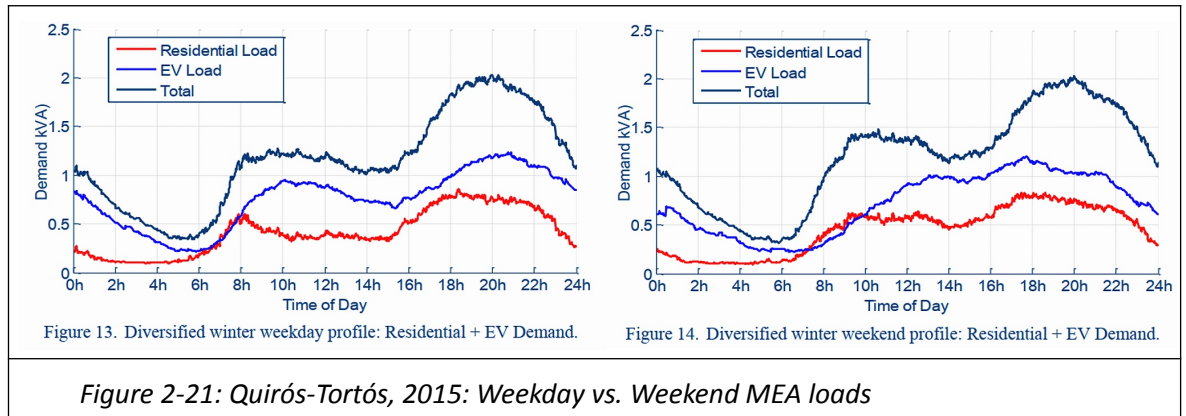 2.5
2
1.5
1
0.5
0
Demand kVA)
Residential Load
EV Load
Total
0h 2h 4h 6h 8h 10h 12h 14h 16h 18h 20h 22h 24h
Time of Day
Figure 13. Diversified winter weekday profile: Residential + EV Demand.
2.5
2
1.5
1
0.5
0
Demand kVA)
Residential Load
EV Load
Total
0h 2h 4h 6h 8h 10h 12h 14h 16h 18h 20h 22h 24h
Time of Day
Figure 14. Diversified winter weekend profile: Residential + EV Demand.
Figure 2-21: Quirós-Tortós, 2015: Weekday vs. Weekend MEA loads